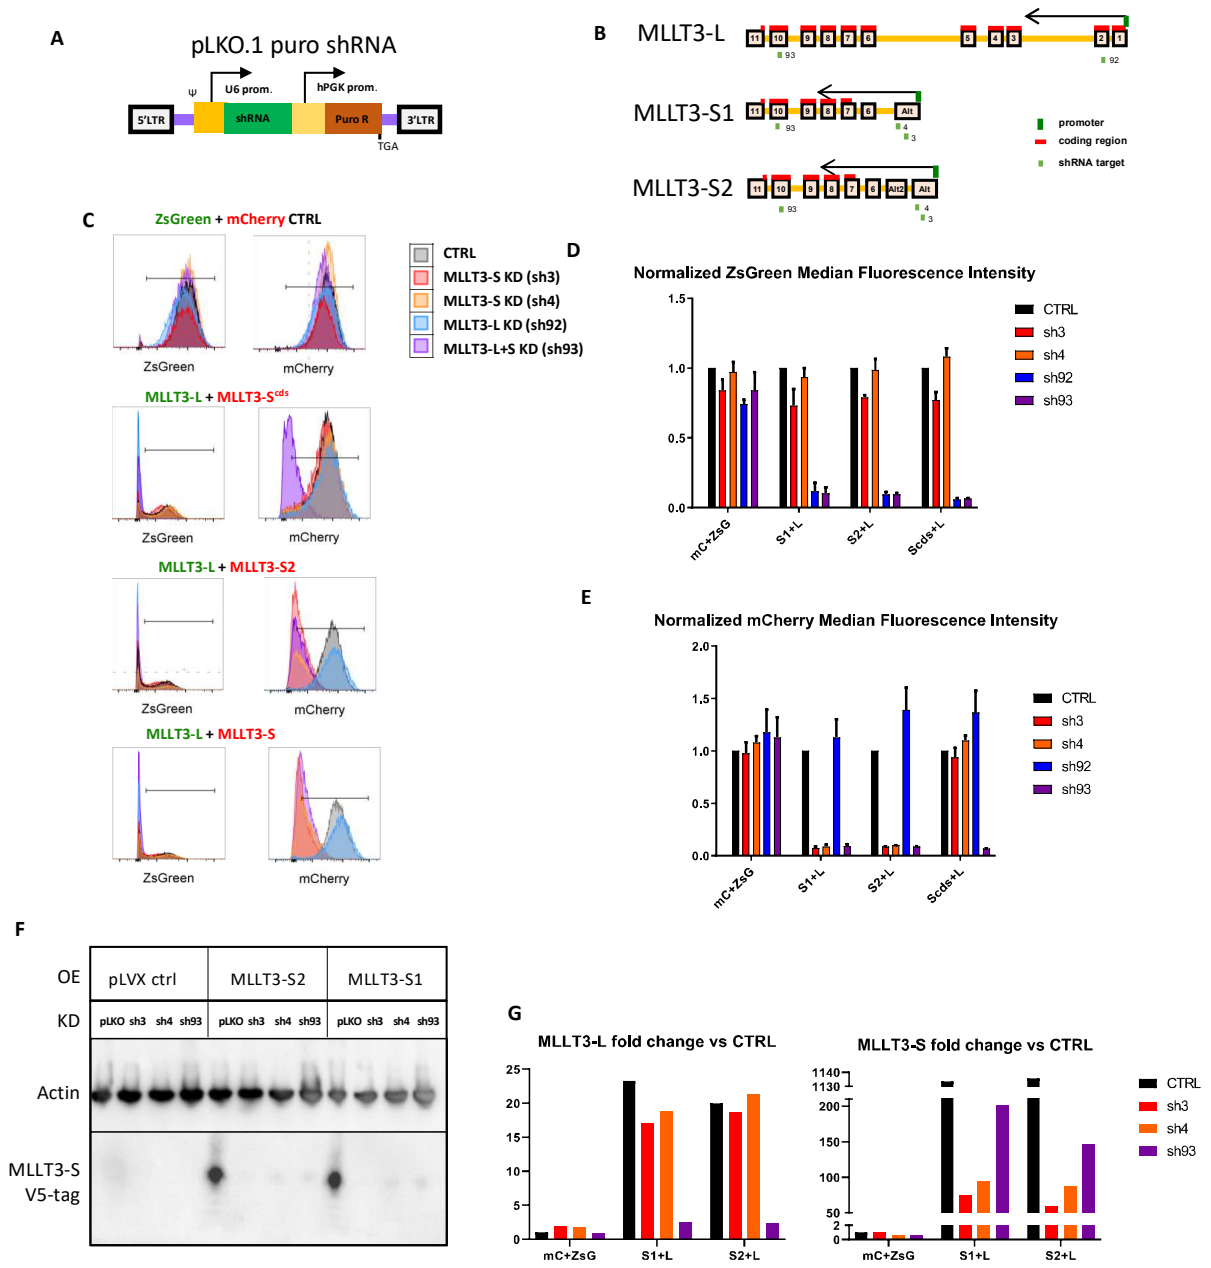 A
pLKO.1 puro shRNA
Ψ
U6 prom.
hPGK prom.
5'LTR
shRNA
Puro R
3'LTR
TGA
B
MLLT3-L
11 10 9 8 7 6 5 4 3 2 1
93
92
MLLT3-S1
11 10 9 8 7 6 Alt
93
4
3
MLLT3-S2
11 10 9 8 7 6 Alt2 Alt
93
4
3
promoter
coding region
shRNA target
C
ZsGreen + mCherry CTRL
ZsGreen
mCherry
CTRL
MLLT3-S KD (sh3)
MLLT3-S KD (sh4)
MLLT3-L KD (sh92)
MLLT3-L+S KD (sh93)
MLLT3-L + MLLT3-Scds
ZsGreen
mCherry
MLLT3-L + MLLT3-S2
ZsGreen
mCherry
MLLT3-L + MLLT3-S
ZsGreen
mCherry
D
Normalized ZsGreen Median Fluorescence Intensity
1.5
1.0
0.5
0.0
mC+ZsG
S1+L
S2+L
Scds+L
CTRL
sh3
sh4
sh92
sh93
E
Normalized mCherry Median Fluorescence Intensity
2.0
1.5
1.0
0.5
0.0
mC+ZsG
S1+L
S2+L
Scds+L
CTRL
sh3
sh4
sh92
sh93
F
OE
pLVX ctrl
MLLT3-S2
MLLT3-S1
KD
pLKO sh3 sh4 sh93
pLKO sh3 sh4 sh93
pLKO sh3 sh4 sh93
Actin
MLLT3-S
V5-tag
G
MLLT3-L fold change vs CTRL
25
20
15
10
5
0
mC+ZsG
S1+L
S2+L
MLLT3-S fold change vs CTRL
1140
1130
200
150
100
50
2
0
mC+ZsG
S1+L
S2+L
CTRL
sh3
sh4
sh93